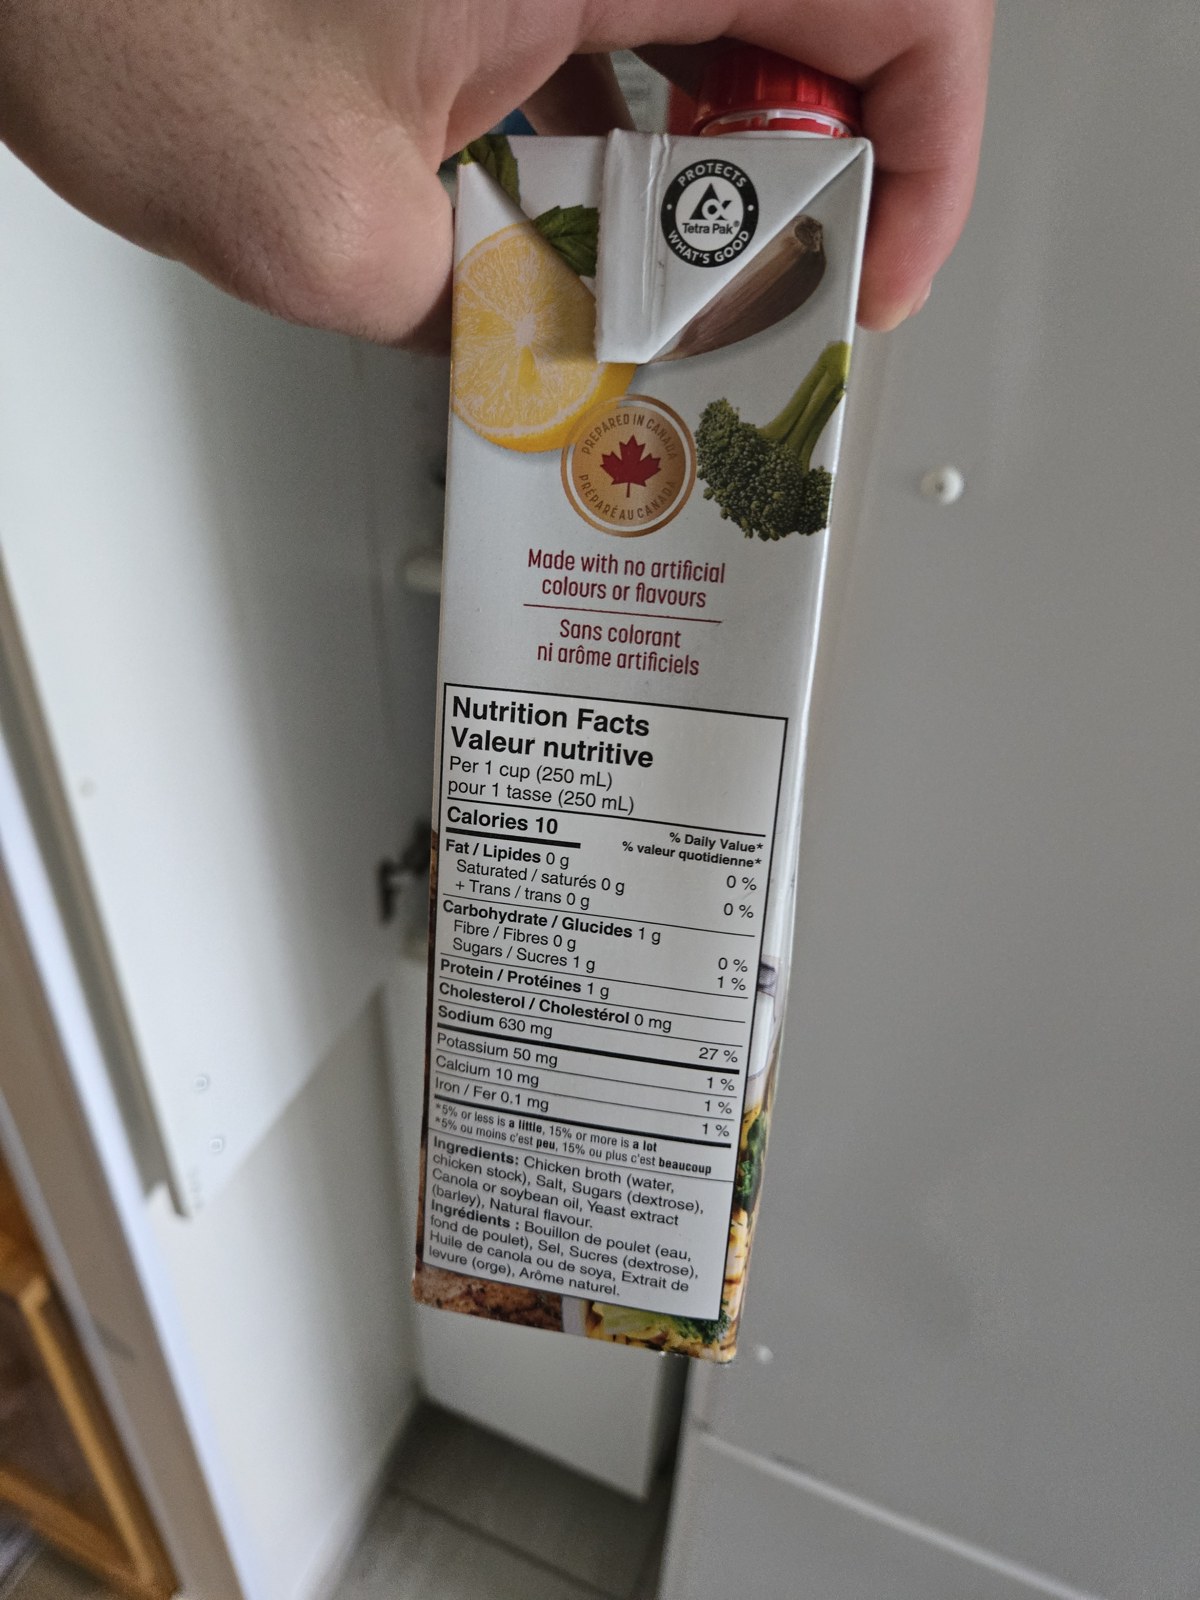 PROTECTS
Tetra Pak®
WHAT'S GOOD
PREPARED IN CANADA
PRÉPARÉ AU CANADA
Made with no artificial
colours or flavours
Sans colorant
ni arôme artificiels
Nutrition Facts
Valeur nutritive
Per 1 cup (250 mL)
pour 1 tasse (250 mL)
Calories 10
% Daily Value*
% valeur quotidienne*
Fat / Lipides 0 g 0 %
Saturated / saturés 0 g
+ Trans / trans 0 g 0 %
Carbohydrate / Glucides 1 g
Fibre / Fibres 0 g 0 %
Sugars / Sucres 1 g 1 %
Protein / Protéines 1 g
Cholesterol / Cholestérol 0 mg
Sodium 630 mg 27 %
Potassium 50 mg 1 %
Calcium 10 mg 1 %
Iron / Fer 0.1 mg 1 %
*5% or less is a little, 15% or more is a lot
*5% ou moins c'est peu, 15% ou plus c'est beaucoup
Ingredients: Chicken broth (water,
chicken stock), Salt, Sugars (dextrose),
Canola or soybean oil, Yeast extract
(barley), Natural flavour.
Ingrédients : Bouillon de poulet (eau,
fond de poulet), Sel, Sucres (dextrose),
Huile de canola ou de soya, Extrait de
levure (orge), Arôme naturel.